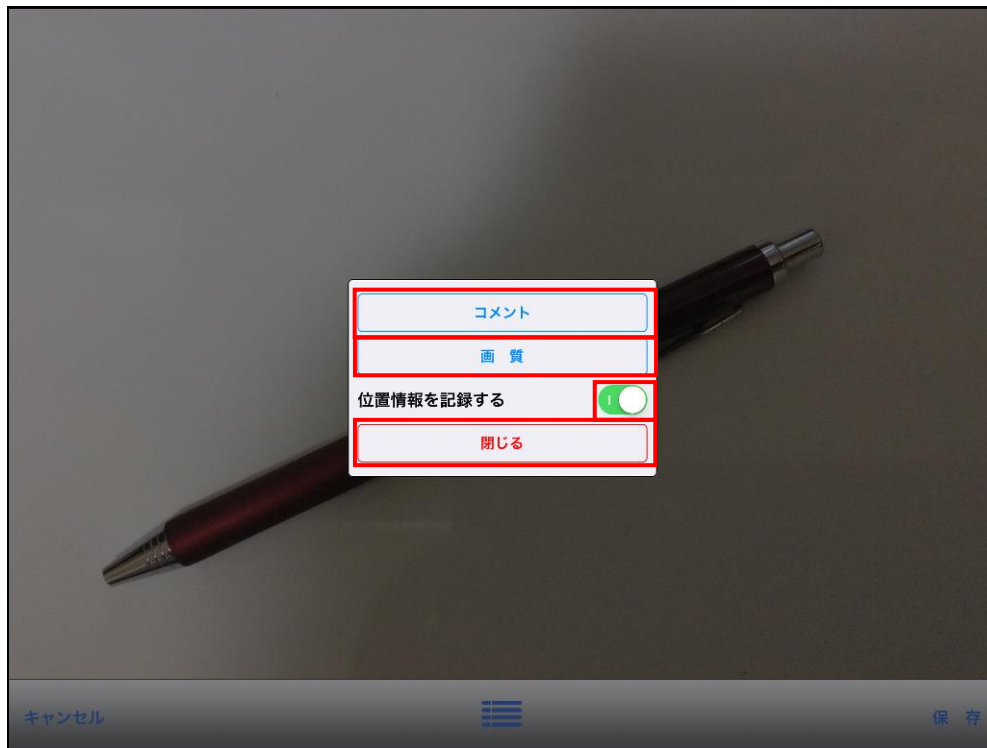 コメント
画　質
位置情報を記録する
閉じる
キャンセル
保　存